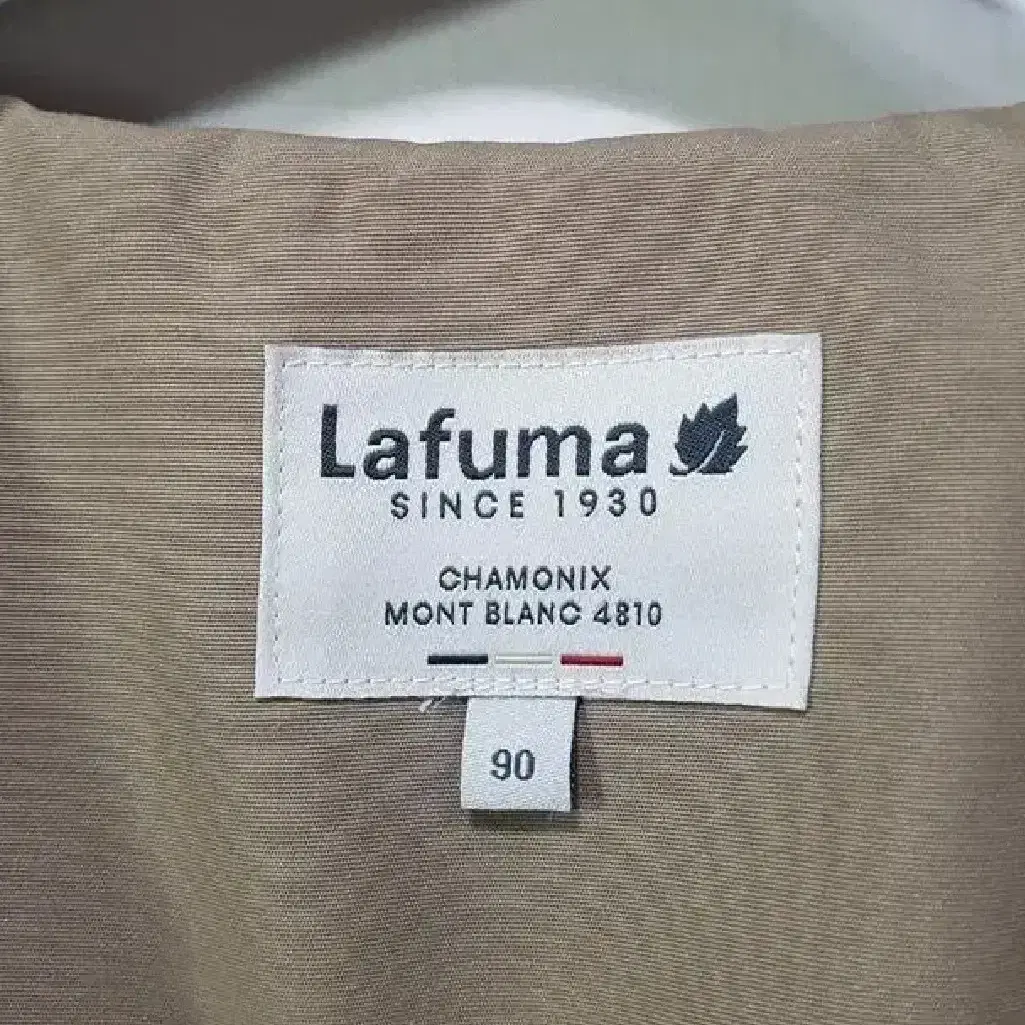 Lafuma
SINCE 1930
CHAMONIX
MONT BLANC 4810
90